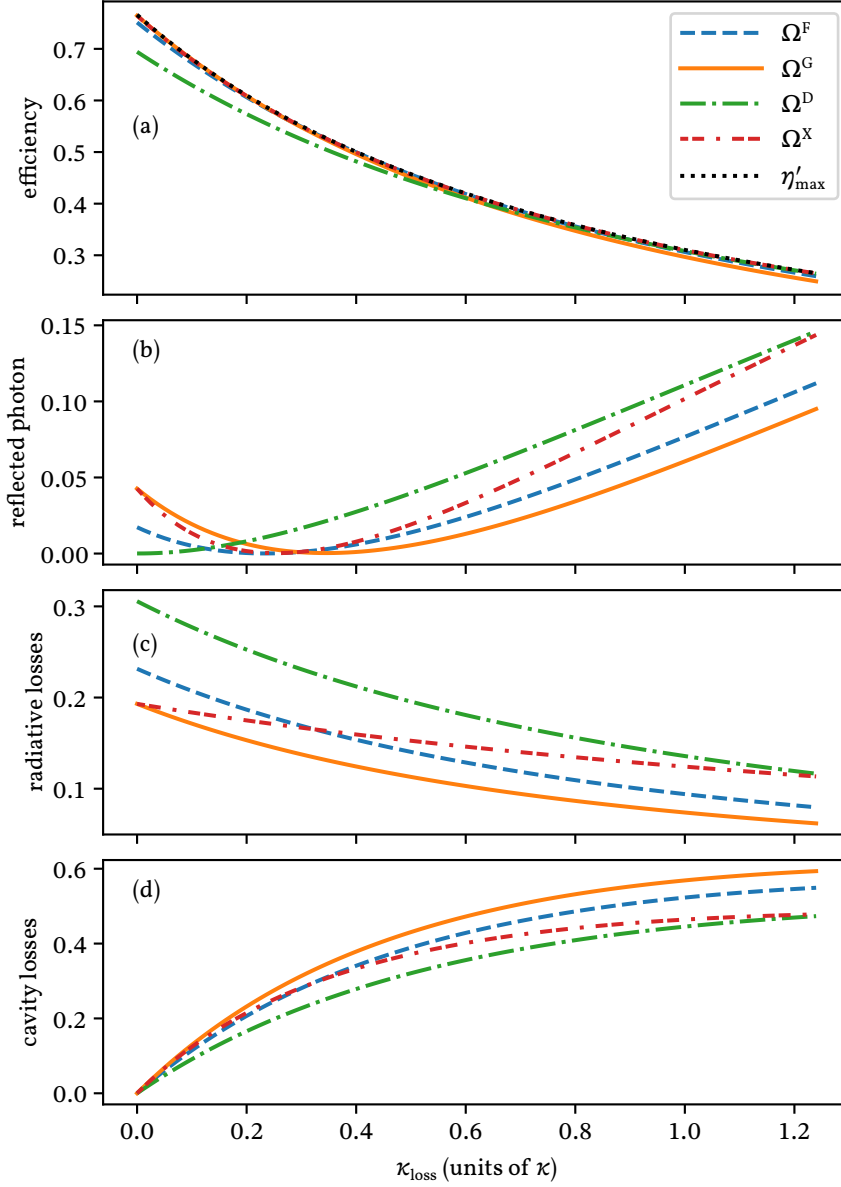 0.7
0.6
0.5
0.4
0.3
efficiency
(a)
Ω^F
Ω^G
Ω^D
Ω^X
η′_max
0.15
0.10
0.05
0.00
reflected photon
(b)
0.3
0.2
0.1
radiative losses
(c)
0.6
0.4
0.2
0.0
cavity losses
(d)
0.0 0.2 0.4 0.6 0.8 1.0 1.2
κ_loss (units of κ)